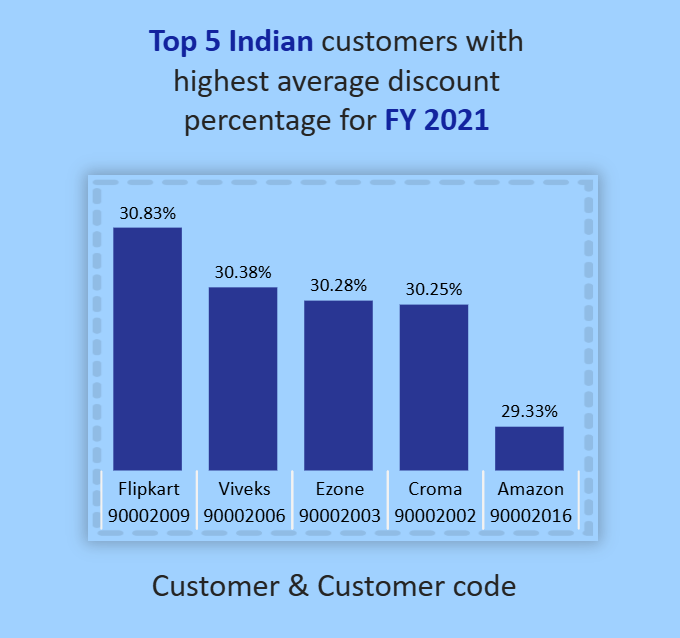 Top 5 Indian customers with
highest average discount
percentage for FY 2021
30.83%
30.38%
30.28%
30.25%
29.33%
Flipkart Viveks Ezone Croma Amazon
90002009 90002006 90002003 90002002 90002016
Customer & Customer code